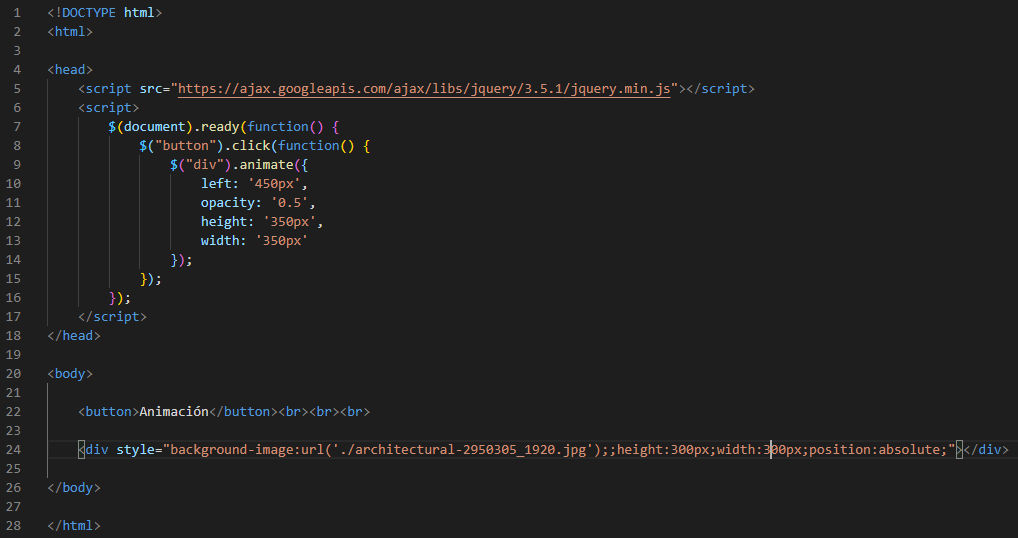 1 <!DOCTYPE html>
2 <html>
3
4 <head>
5 <script src="https://ajax.googleapis.com/ajax/libs/jquery/3.5.1/jquery.min.js"></script>
6 <script>
7 $(document).ready(function() {
8 $("button").click(function() {
9 $("div").animate({
10 left: '450px',
11 opacity: '0.5',
12 height: '350px',
13 width: '350px'
14 });
15 });
16 });
17 </script>
18 </head>
19
20 <body>
21
22 <button>Animación</button><br><br><br>
23
24 <div style="background-image:url('./architectural-2950305_1920.jpg');;height:300px;width:300px;position:absolute;"></div>
25
26 </body>
27
28 </html>